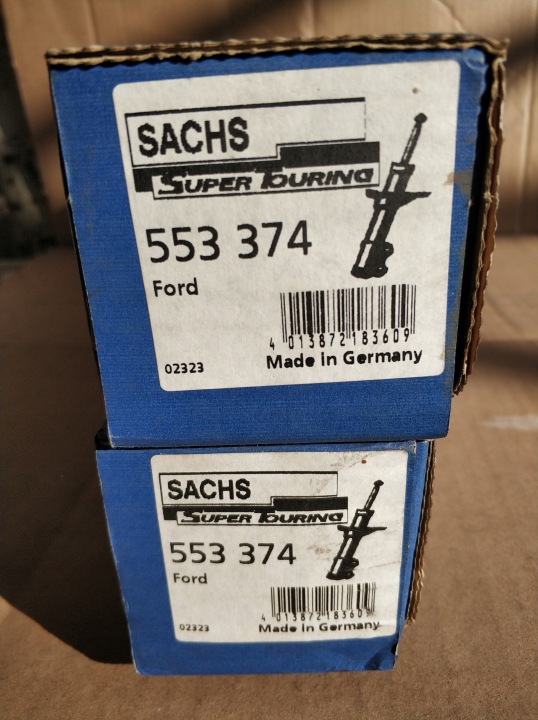 SACHS
SUPER TOURING
553 374
Ford
4 013872 183609
02323 Made in Germany
SACHS
SUPER TOURING
553 374
Ford
4 013872 183609
02323 Made in Germany